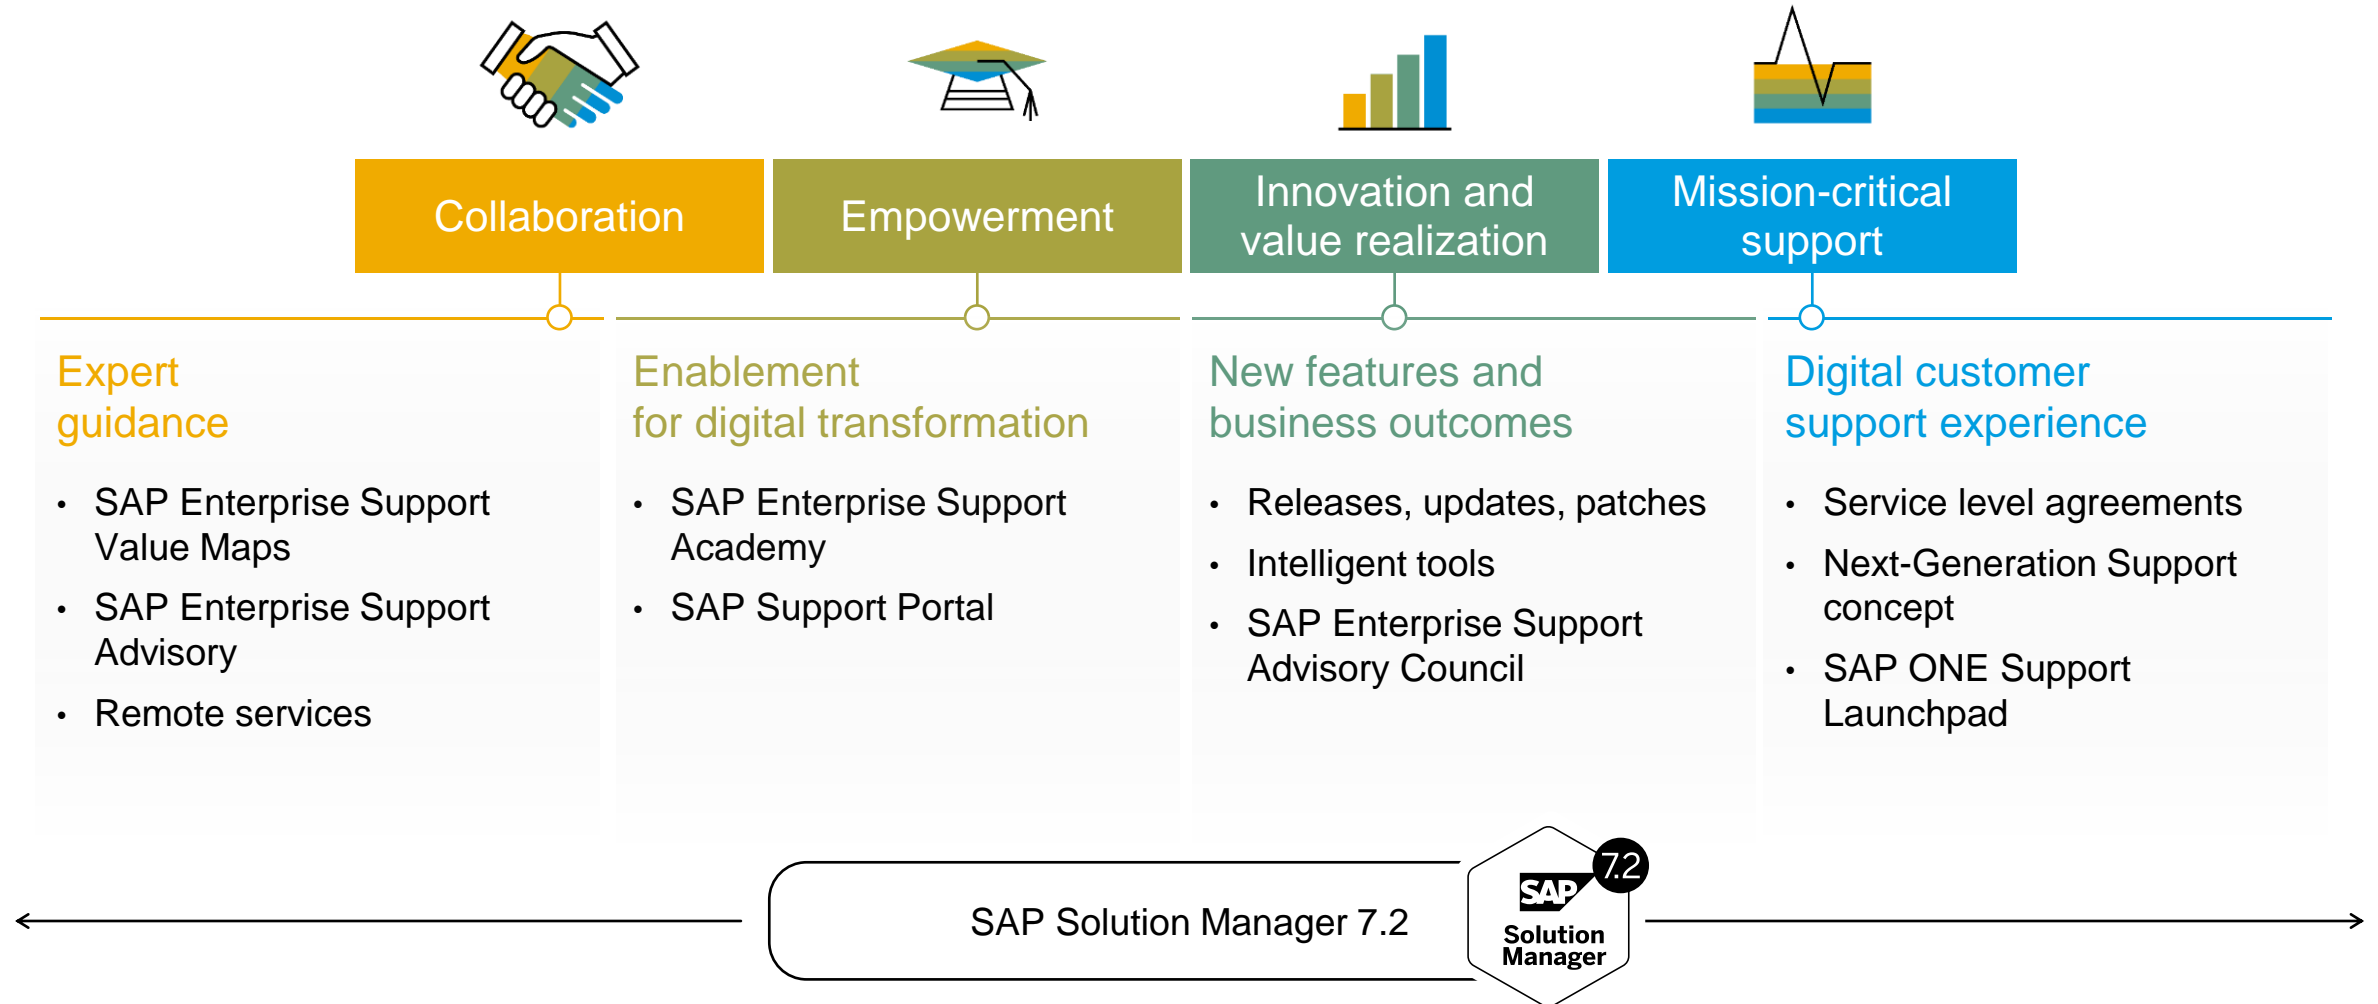 Collaboration
Empowerment
Innovation and
value realization
Mission-critical
support
Expert
guidance
• SAP Enterprise Support
Value Maps
• SAP Enterprise Support
Advisory
• Remote services
Enablement
for digital transformation
• SAP Enterprise Support
Academy
• SAP Support Portal
New features and
business outcomes
• Releases, updates, patches
• Intelligent tools
• SAP Enterprise Support
Advisory Council
Digital customer
support experience
• Service level agreements
• Next-Generation Support
concept
• SAP ONE Support
Launchpad
SAP Solution Manager 7.2
7.2
SAP
Solution
Manager